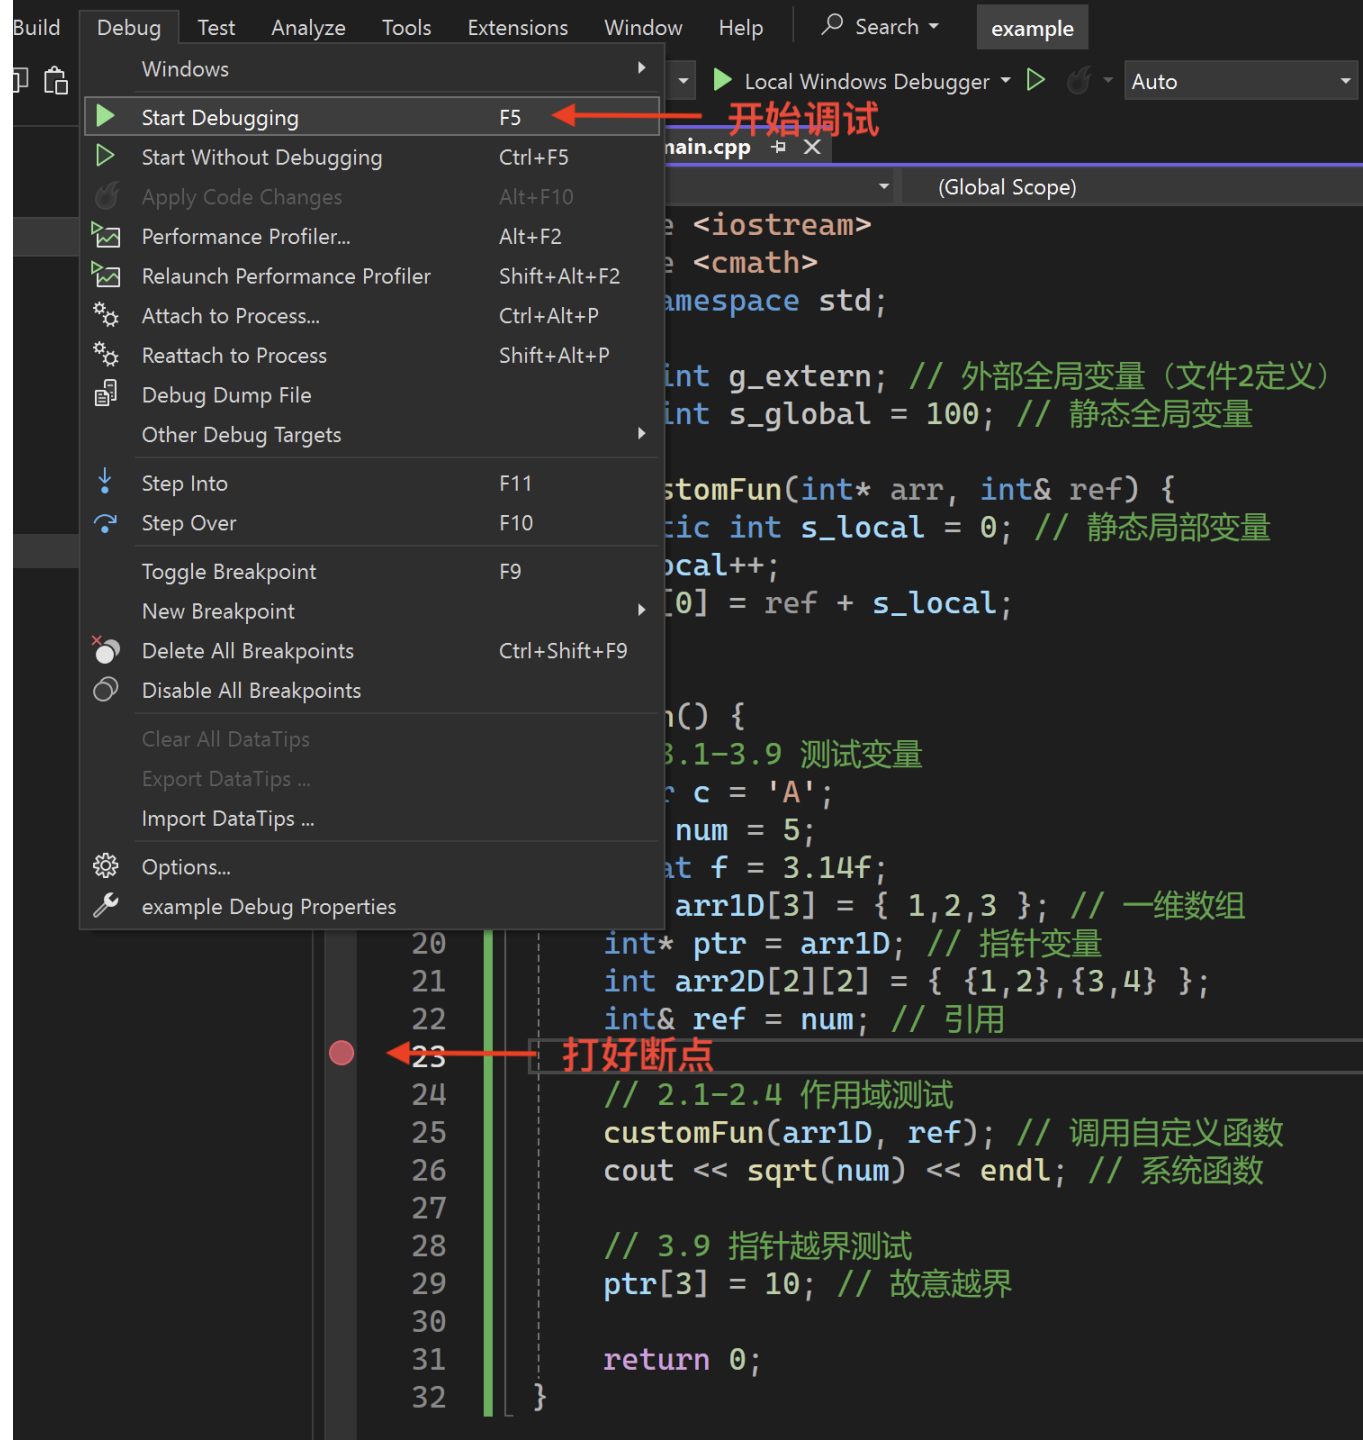 Build Debug Test Analyze Tools Extensions Window Help Search example
Local Windows Debugger Auto
Windows
Start Debugging F5 开始调试
Start Without Debugging Ctrl+F5
Apply Code Changes Alt+F10
Performance Profiler... Alt+F2
Relaunch Performance Profiler Shift+Alt+F2
Attach to Process... Ctrl+Alt+P
Reattach to Process Shift+Alt+P
Debug Dump File
Other Debug Targets
Step Into F11
Step Over F10
Toggle Breakpoint F9
New Breakpoint
Delete All Breakpoints Ctrl+Shift+F9
Disable All Breakpoints
Clear All DataTips
Export DataTips ...
Import DataTips ...
Options...
example Debug Properties
main.cpp
(Global Scope)
e <iostream>
e <cmath>
amespace std;
int g_extern; // 外部全局变量（文件2定义）
int s_global = 100; // 静态全局变量
stomFun(int* arr, int& ref) {
tic int s_local = 0; // 静态局部变量
ocal++;
[0] = ref + s_local;
n() {
3.1-3.9 测试变量
r c = 'A';
num = 5;
at f = 3.14f;
arr1D[3] = { 1,2,3 }; // 一维数组
20 int* ptr = arr1D; // 指针变量
21 int arr2D[2][2] = { {1,2},{3,4} };
22 int& ref = num; // 引用
23 打好断点
24 // 2.1-2.4 作用域测试
25 customFun(arr1D, ref); // 调用自定义函数
26 cout << sqrt(num) << endl; // 系统函数
27
28 // 3.9 指针越界测试
29 ptr[3] = 10; // 故意越界
30
31 return 0;
32 }